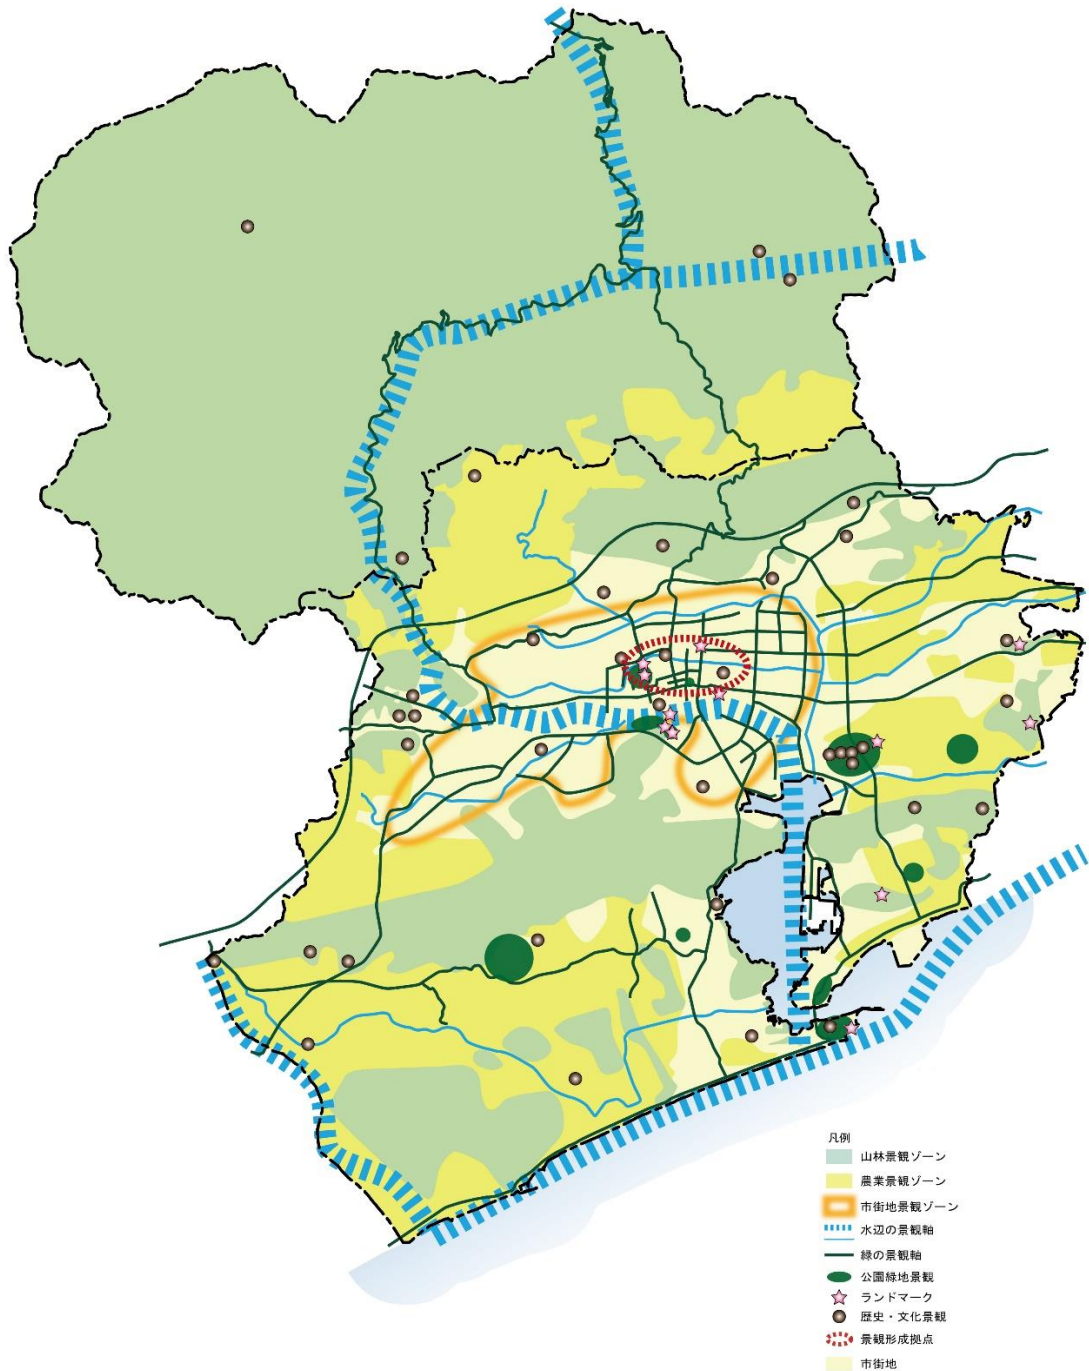 凡例
山林景観ゾーン
農業景観ゾーン
市街地景観ゾーン
水辺の景観軸
緑の景観軸
公園緑地景観
ランドマーク
歴史・文化景観
景観形成拠点
市街地